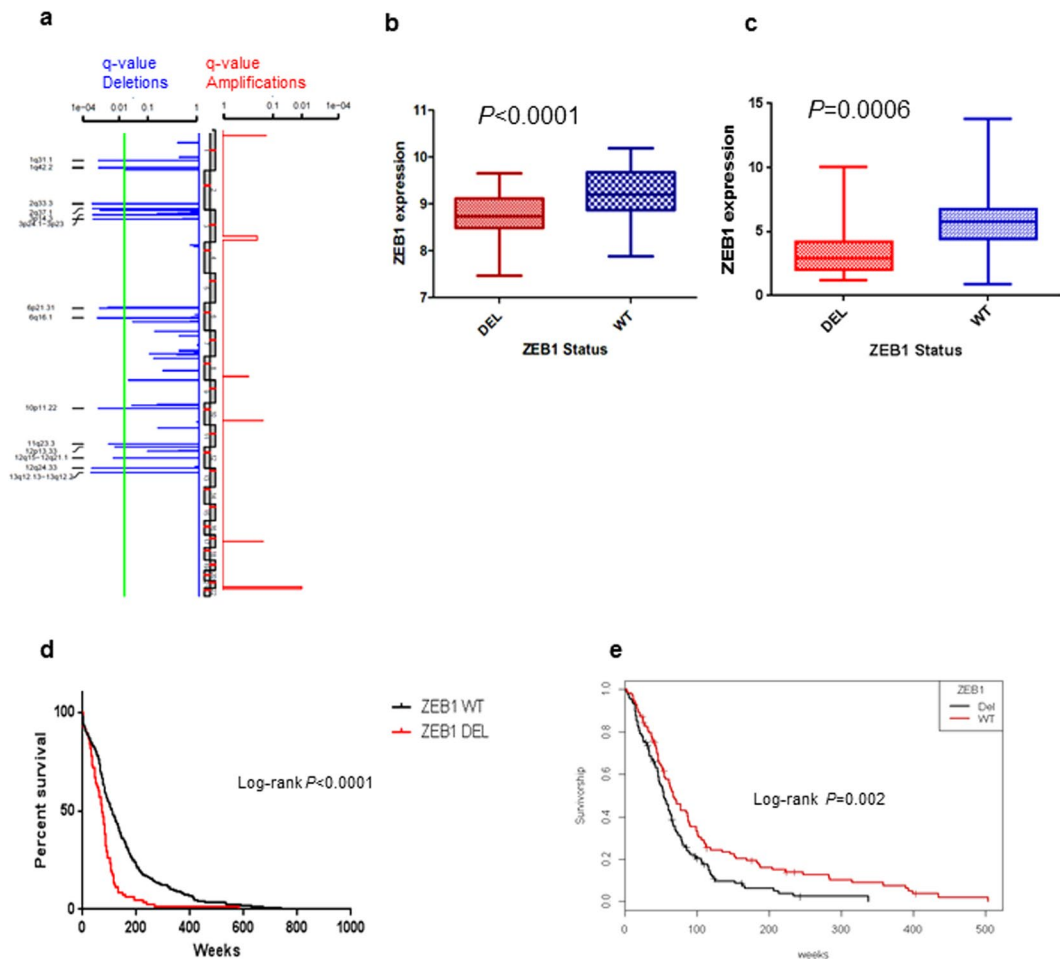 a
q-value
Deletions
q-value
Amplifications
1e-04 0.01 0.1 1
1 0.1 0.01 1e-04
1q31.1
1q42.2
2q33.3
2q37.1
3p24.1-3p23
6p21.31
6q16.1
10p11.22
11q23.3
12p13.33
12q15-12q21.1
12q24.33
13q12.13-13q12.2
b
P<0.0001
ZEB1 expression
11
10
9
8
7
DEL
WT
ZEB1 Status
c
P=0.0006
ZEB1 expression
15
10
5
0
DEL
WT
ZEB1 Status
d
Percent survival
100
50
0
0 200 400 600 800 1000
Weeks
ZEB1 WT
ZEB1 DEL
Log-rank P<0.0001
e
Survivorship
1.0
0.8
0.6
0.4
0.2
0.0
0 100 200 300 400 500
weeks
ZEB1
Del
WT
Log-rank P=0.002